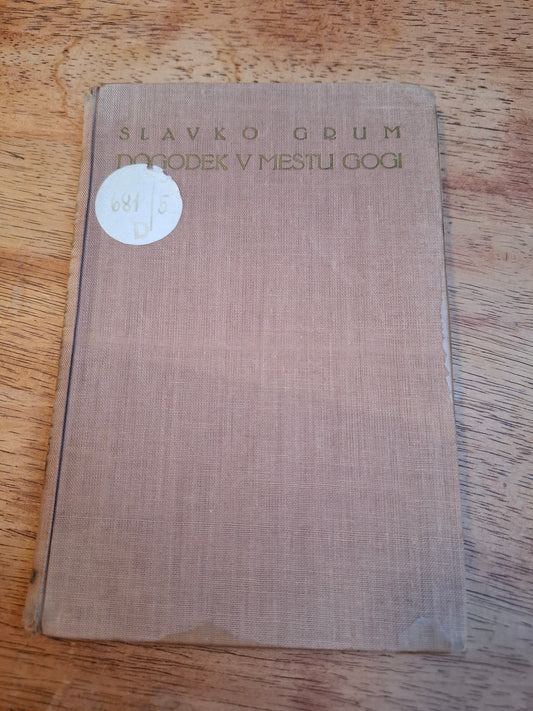 SLAVKO GRUM
DOGODEK V MESTU GOGI
681/5
D